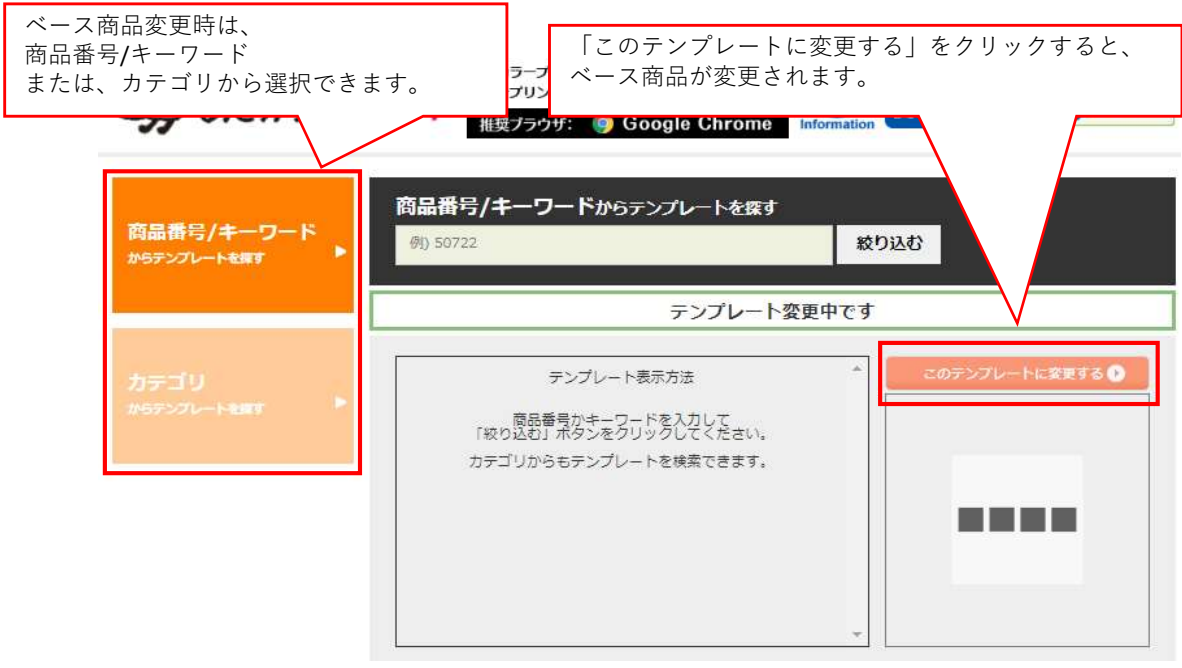 ベース商品変更時は、
商品番号/キーワード
または、カテゴリから選択できます。
「このテンプレートに変更する」をクリックすると、
ベース商品が変更されます。
推奨ブラウザ: Google Chrome
Information
商品番号/キーワード
からテンプレートを探す
カテゴリ
からテンプレートを探す
商品番号/キーワードからテンプレートを探す
例) 50722
絞り込む
テンプレート変更中です
テンプレート表示方法
商品番号かキーワードを入力して
「絞り込む」ボタンをクリックしてください。
カテゴリからもテンプレートを検索できます。
このテンプレートに変更する